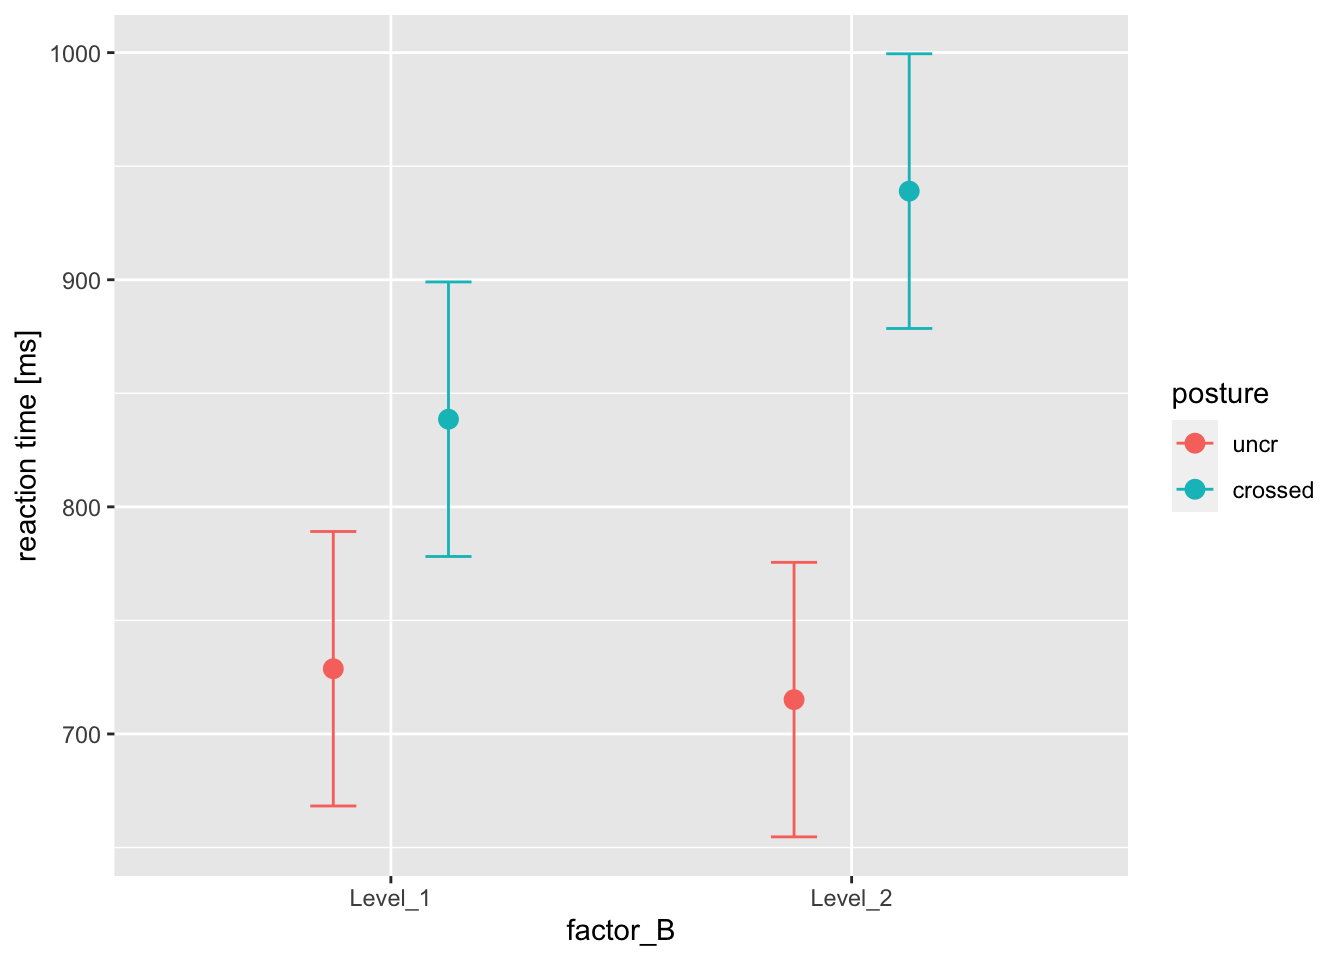 1000
900
800
700
reaction time [ms]
Level_1
Level_2
factor_B
posture
uncr
crossed